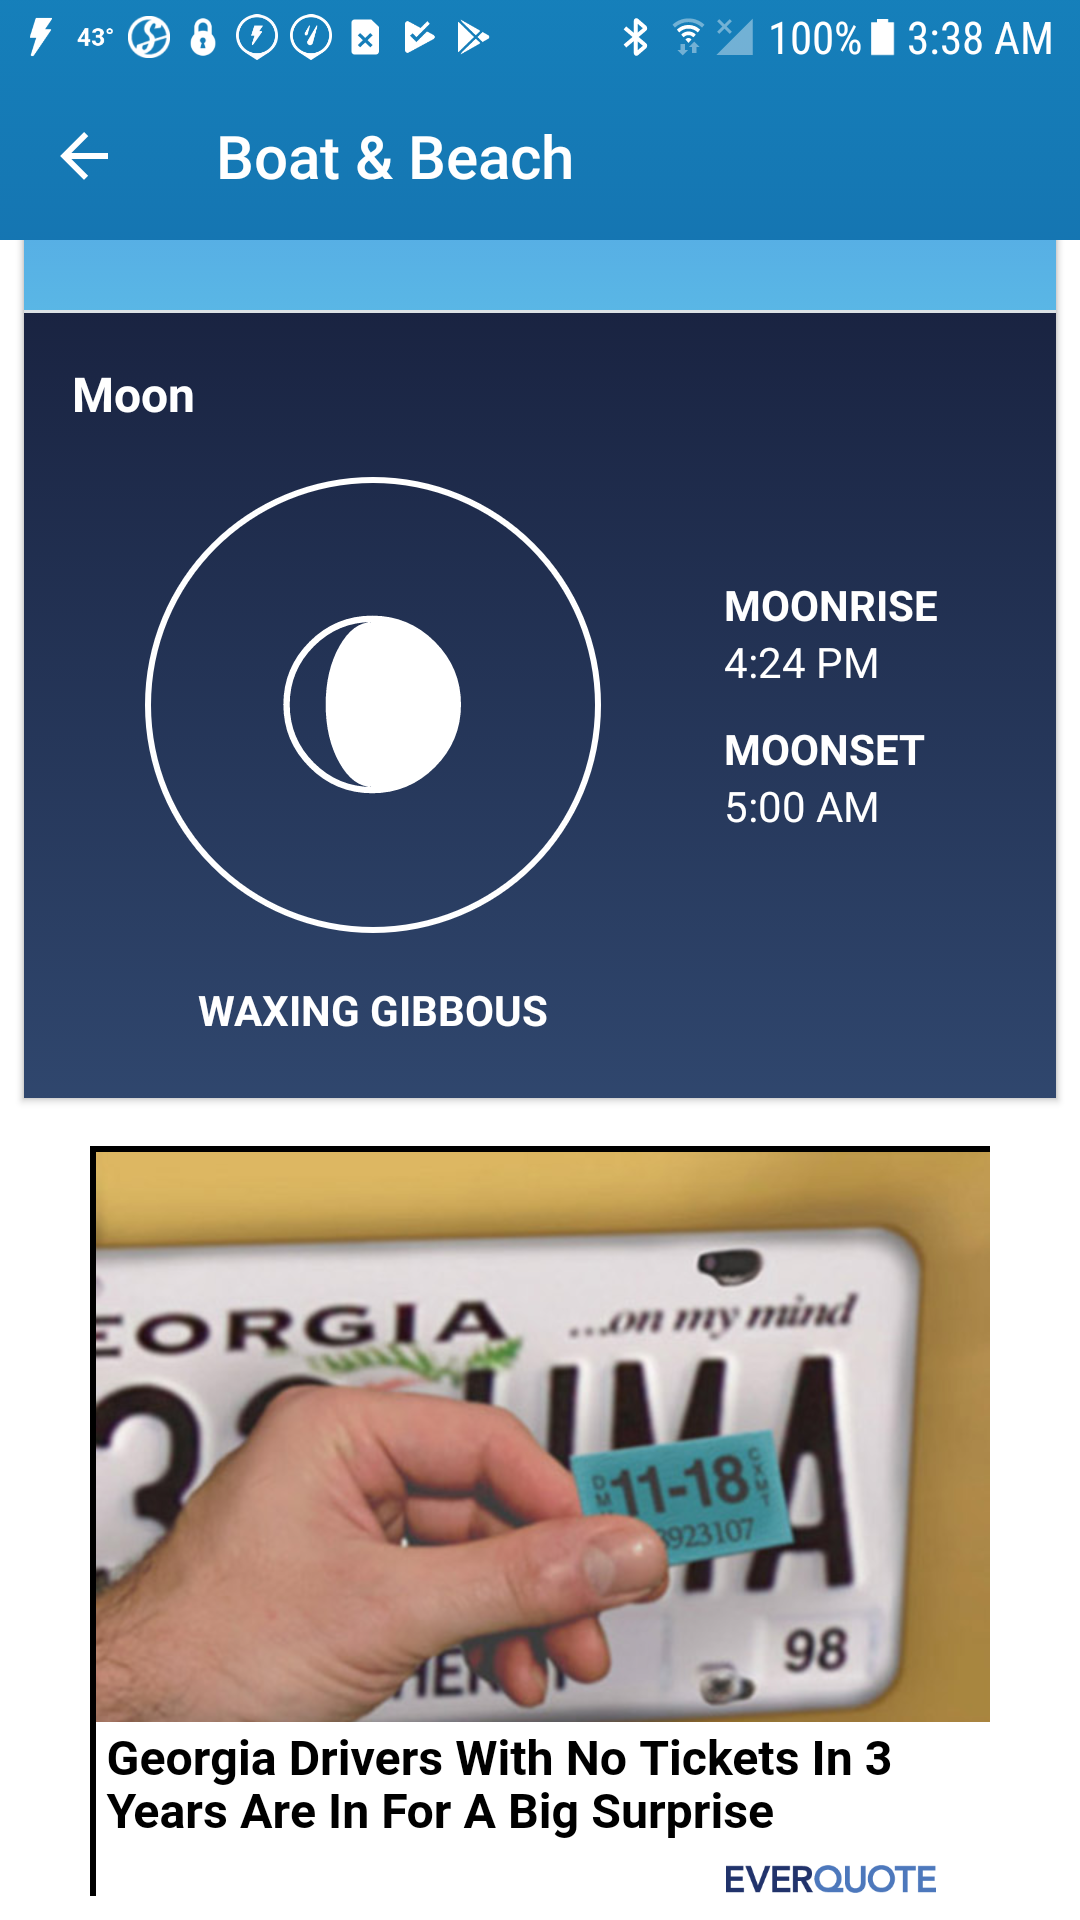 43°
100% 3:38 AM
Boat & Beach
Moon
MOONRISE
4:24 PM
MOONSET
5:00 AM
WAXING GIBBOUS
EORGIA
...on my mind
11-18
3923107
98
Georgia Drivers With No Tickets In 3
Years Are In For A Big Surprise
EVERQUOTE